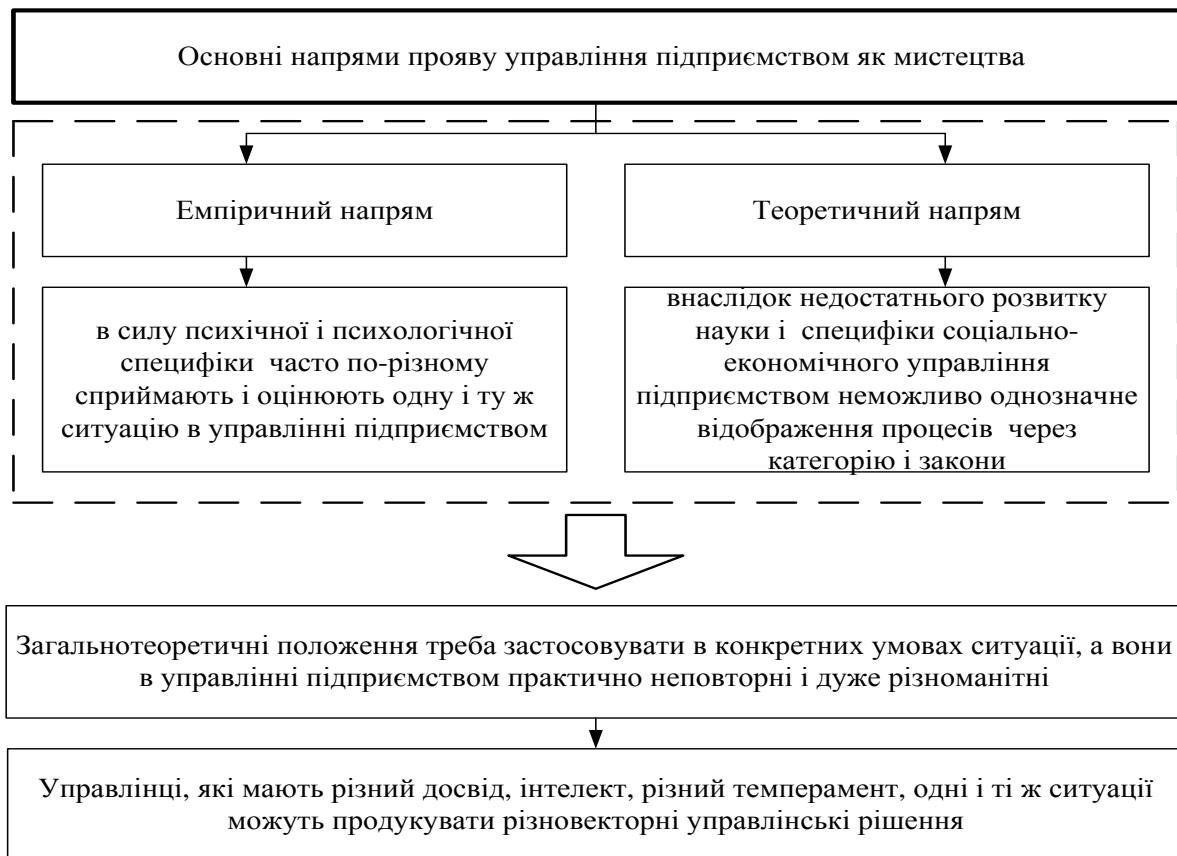 Основні напрями прояву управління підприємством як мистецтва
Емпіричний напрям
Теоретичний напрям
в силу психічної і психологічної
специфіки часто по-різному
сприймають і оцінюють одну і ту ж
ситуацію в управлінні підприємством
внаслідок недостатнього розвитку
науки і специфіки соціально-
економічного управління
підприємством неможливо однозначне
відображення процесів через
категорію і закони
Загальнотеоретичні положення треба застосовувати в конкретних умовах ситуації, а вони
в управлінні підприємством практично неповторні і дуже різноманітні
Управлінці, які мають різний досвід, інтелект, різний темперамент, одні і ті ж ситуації
можуть продукувати різновекторні управлінські рішення